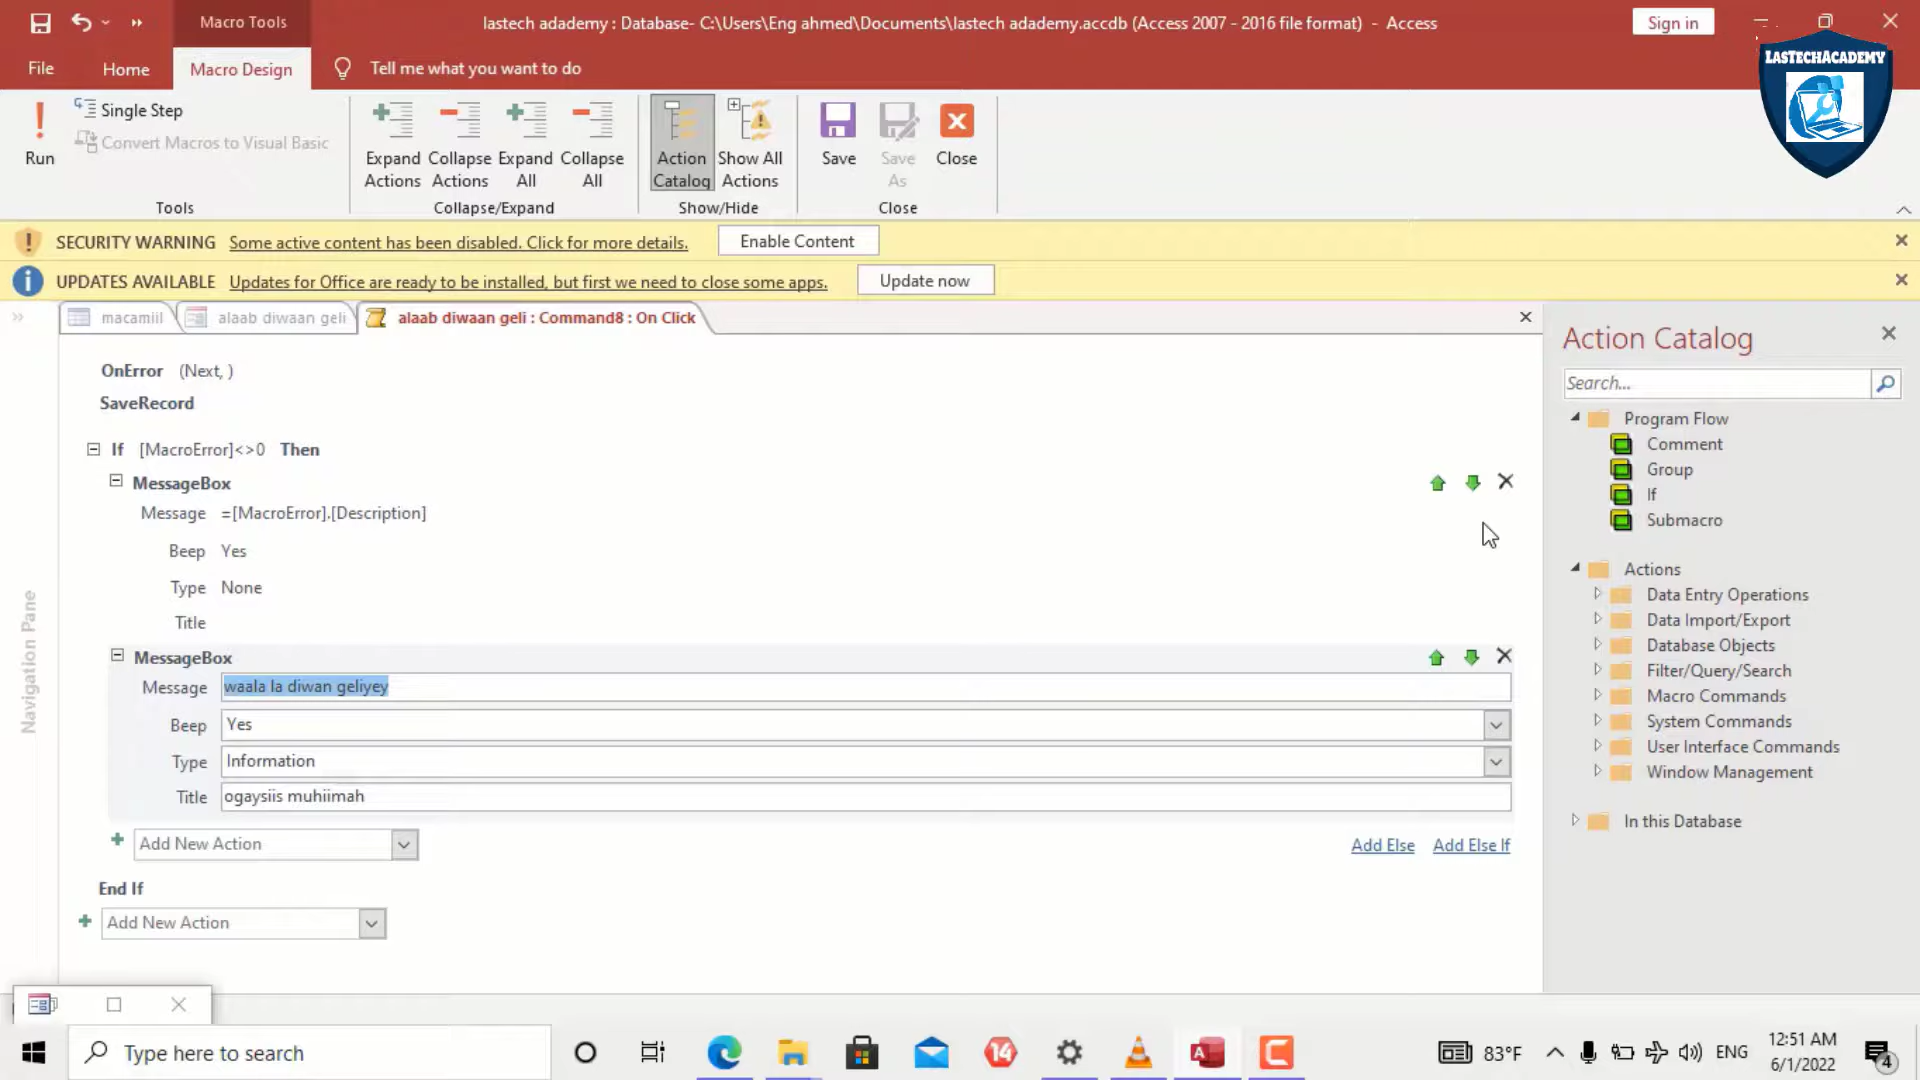 Macro Tools
lastech adademy : Database- C:\Users\Eng ahmed\Documents\lastech adademy.accdb (Access 2007 - 2016 file format) - Access
Sign in
File Home Macro Design Tell me what you want to do
LASTECHACADEMY
Run
Single Step
Convert Macros to Visual Basic
Tools
Expand Actions
Collapse Actions
Expand All
Collapse All
Collapse/Expand
Action Catalog
Show All Actions
Show/Hide
Save
Save As
Close
Close
SECURITY WARNING Some active content has been disabled. Click for more details. Enable Content
UPDATES AVAILABLE Updates for Office are ready to be installed, but first we need to close some apps. Update now
macamiil
alaab diwaan geli
alaab diwaan geli : Command8 : On Click
Navigation Pane
OnError (Next, )
SaveRecord
If [MacroError]<>0 Then
MessageBox
Message =[MacroError].[Description]
Beep Yes
Type None
Title
MessageBox
Message waala la diwan geliyey
Beep Yes
Type Information
Title ogaysiis muhiimah
Add New Action
Add Else Add Else If
End If
Add New Action
Action Catalog
Search...
Program Flow
Comment
Group
If
Submacro
Actions
Data Entry Operations
Data Import/Export
Database Objects
Filter/Query/Search
Macro Commands
System Commands
User Interface Commands
Window Management
In this Database
Type here to search
14
A
83°F
ENG
12:51 AM
6/1/2022
4